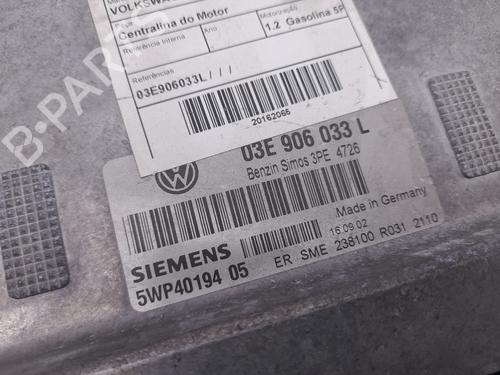 VOLKSWA
Centralina do Motor
Motorização
Referência Interna
Ano
1.2 Gasolina 5P
Referências
03E906033L / / /
20162066
B-PARTS
03E 906 033 L
Benzin Simos 3PE 4726
Made in Germany
16.09.02
SIEMENS
5WP40194 05
ER SME 238100 R031 2110